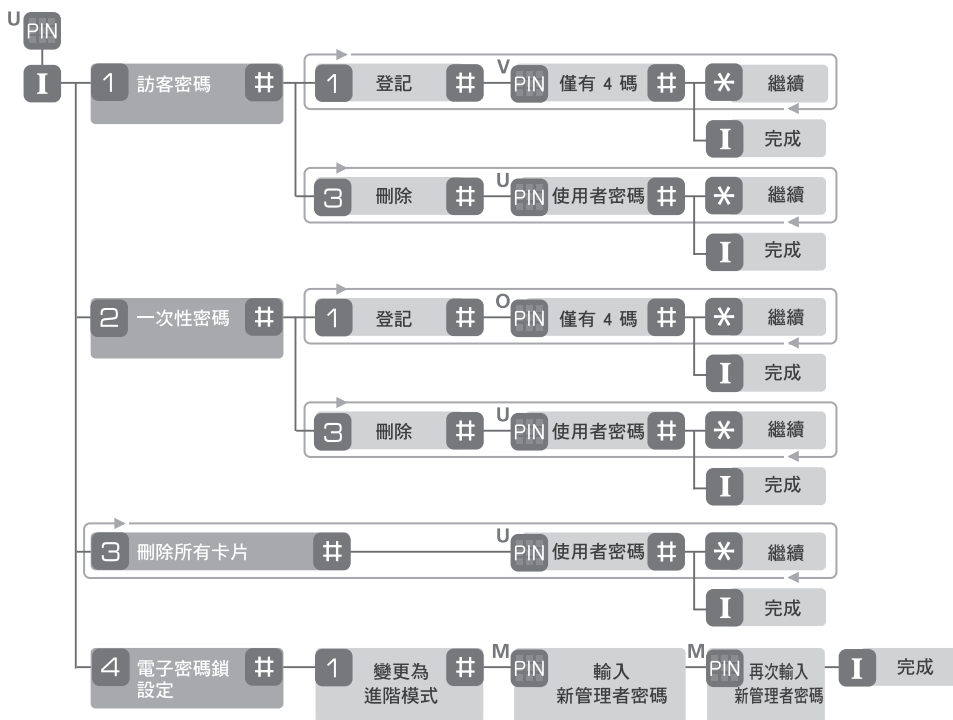 U PIN
I 1 訪客密碼 # 1 登記 # V PIN 僅有 4 碼 # * 繼續
I 完成
3 刪除 # U PIN 使用者密碼 # * 繼續
I 完成
2 一次性密碼 # 1 登記 # O PIN 僅有 4 碼 # * 繼續
I 完成
3 刪除 # U PIN 使用者密碼 # * 繼續
I 完成
3 刪除所有卡片 # U PIN 使用者密碼 # * 繼續
I 完成
4 電子密碼鎖 # 1 變更為 # M PIN 輸入 M PIN 再次輸入 I 完成
設定 進階模式 新管理者密碼 新管理者密碼